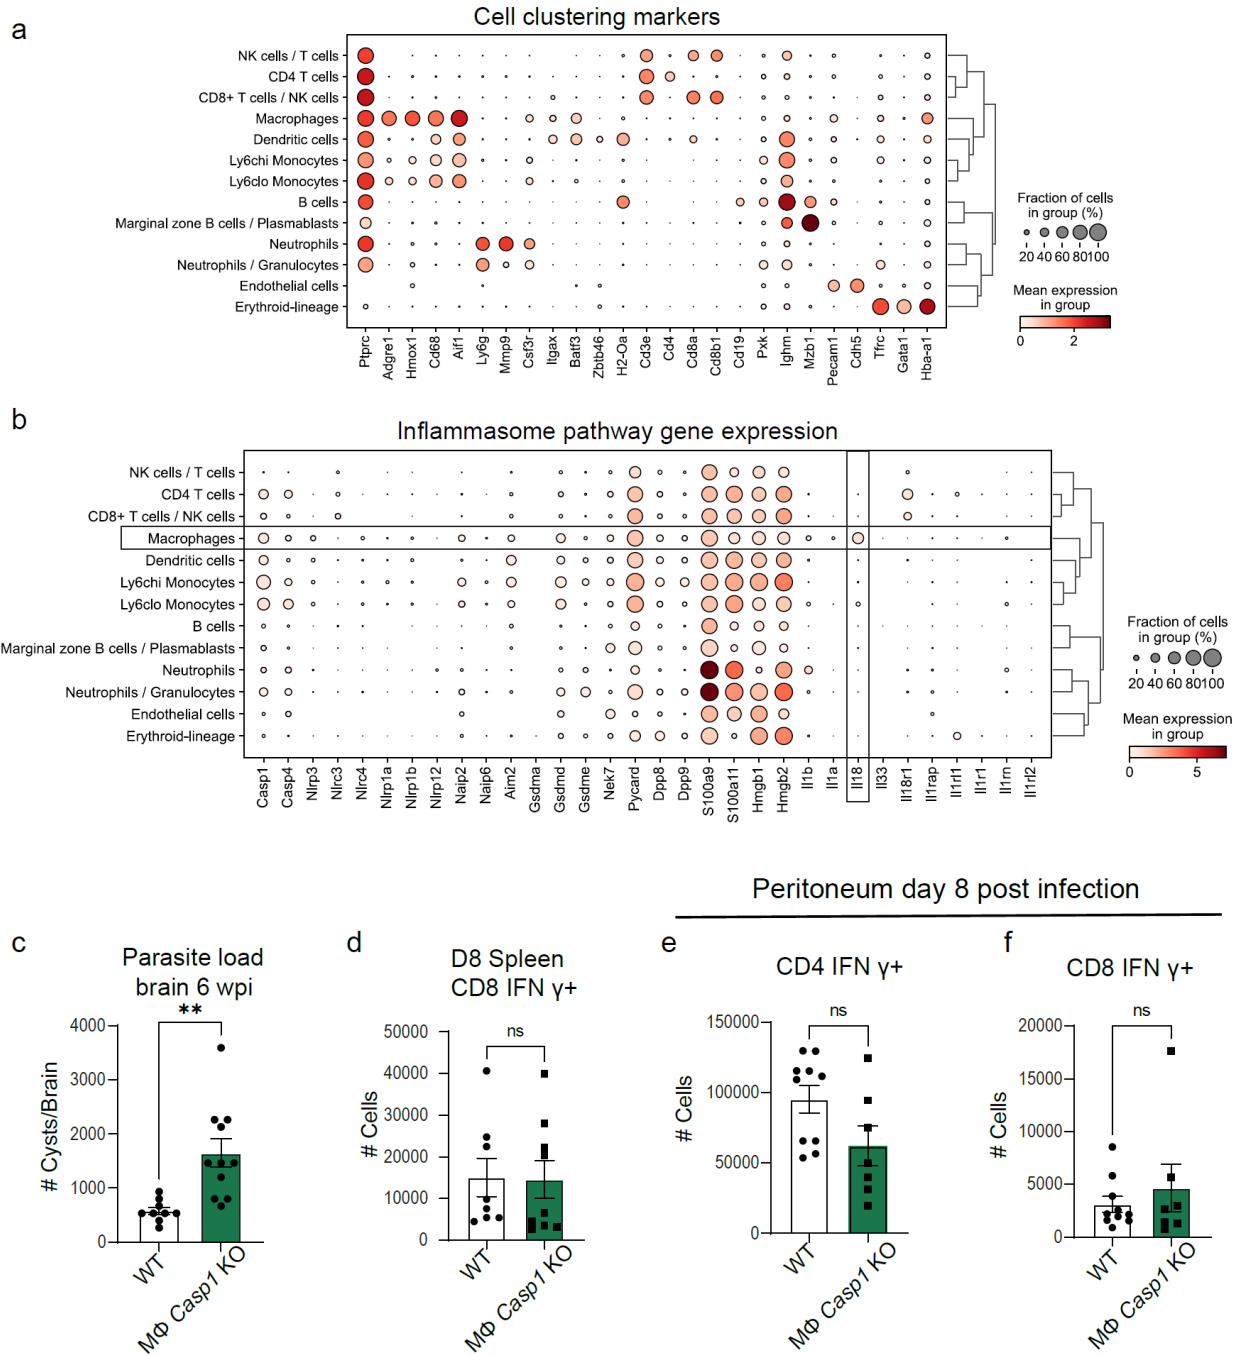 a
Cell clustering markers
NK cells / T cells
CD4 T cells
CD8+ T cells / NK cells
Macrophages
Dendritic cells
Ly6chi Monocytes
Ly6clo Monocytes
B cells
Marginal zone B cells / Plasmablasts
Neutrophils
Neutrophils / Granulocytes
Endothelial cells
Erythroid-lineage
Ptprc Adgre1 Hmox1 Cd68 Aif1 Ly6g Mmp9 Csf3r Itgax Batf3 Zbtb46 H2-Oa Cd3e Cd4 Cd8a Cd8b1 Cd19 Pxk Ighm Mzb1 Pecam1 Cdh5 Tfrc Gata1 Hba-a1
Fraction of cells
in group (%)
20 40 60 80 100
Mean expression
in group
0 2
b
Inflammasome pathway gene expression
NK cells / T cells
CD4 T cells
CD8+ T cells / NK cells
Macrophages
Dendritic cells
Ly6chi Monocytes
Ly6clo Monocytes
B cells
Marginal zone B cells / Plasmablasts
Neutrophils
Neutrophils / Granulocytes
Endothelial cells
Erythroid-lineage
Casp1 Casp4 Nlrp3 Nlrc3 Nlrc4 Nlrp1a Nlrp1b Nlrp12 Naip2 Naip6 Aim2 Gsdma Gsdmd Gsdme Nek7 Pycard Dpp8 Dpp9 S100a9 S100a11 Hmgb1 Hmgb2 Il1b Il1a Il18 Il33 Il18r1 Il1rap Il1rl1 Il1r1 Il1rn Il1rl2
Fraction of cells
in group (%)
20 40 60 80 100
Mean expression
in group
0 5
Peritoneum day 8 post infection
c
Parasite load
brain 6 wpi
**
# Cysts/Brain
4000
3000
2000
1000
0
WT
MΦ Casp1 KO
d
D8 Spleen
CD8 IFN γ+
ns
# Cells
50000
40000
30000
20000
10000
0
WT
MΦ Casp1 KO
e
CD4 IFN γ+
ns
# Cells
150000
100000
50000
0
WT
MΦ Casp1 KO
f
CD8 IFN γ+
ns
# Cells
20000
15000
10000
5000
0
WT
MΦ Casp1 KO